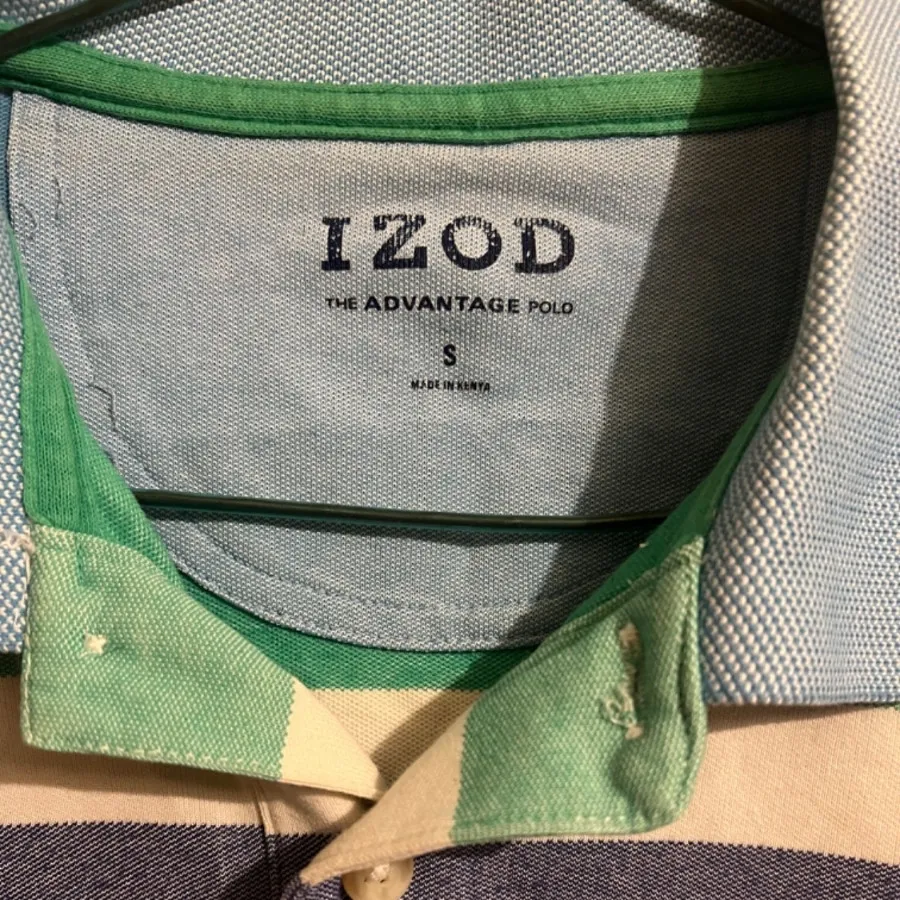 IZOD
THE ADVANTAGE POLO
S
MADE IN KENYA